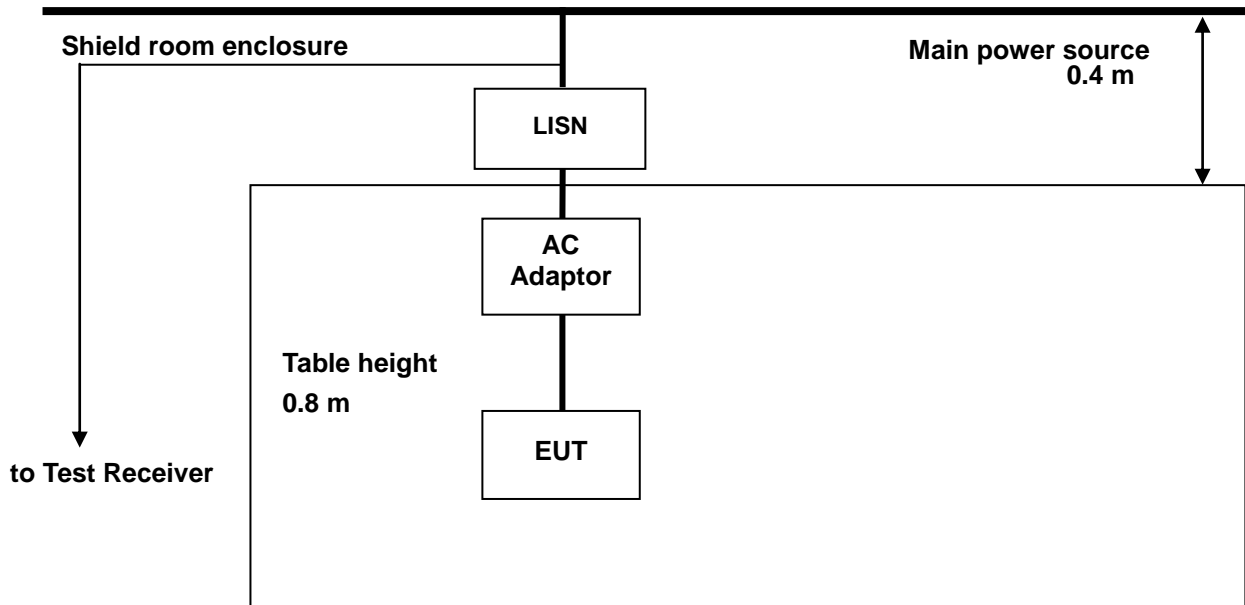 Shield room enclosure
Main power source
0.4 m
LISN
AC
Adaptor
Table height
0.8 m
EUT
to Test Receiver